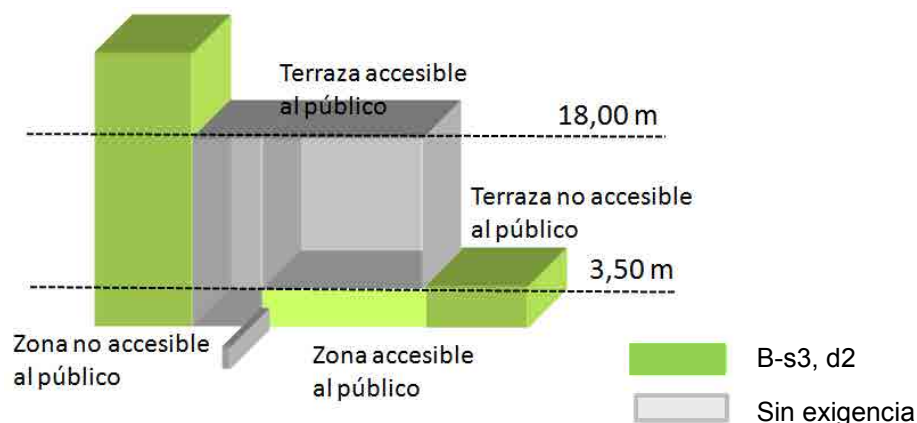 Terraza accesible
al público
18,00 m
Terraza no accesible
al público
3,50 m
Zona no accesible
al público
Zona accesible
al público
B-s3, d2
Sin exigencia